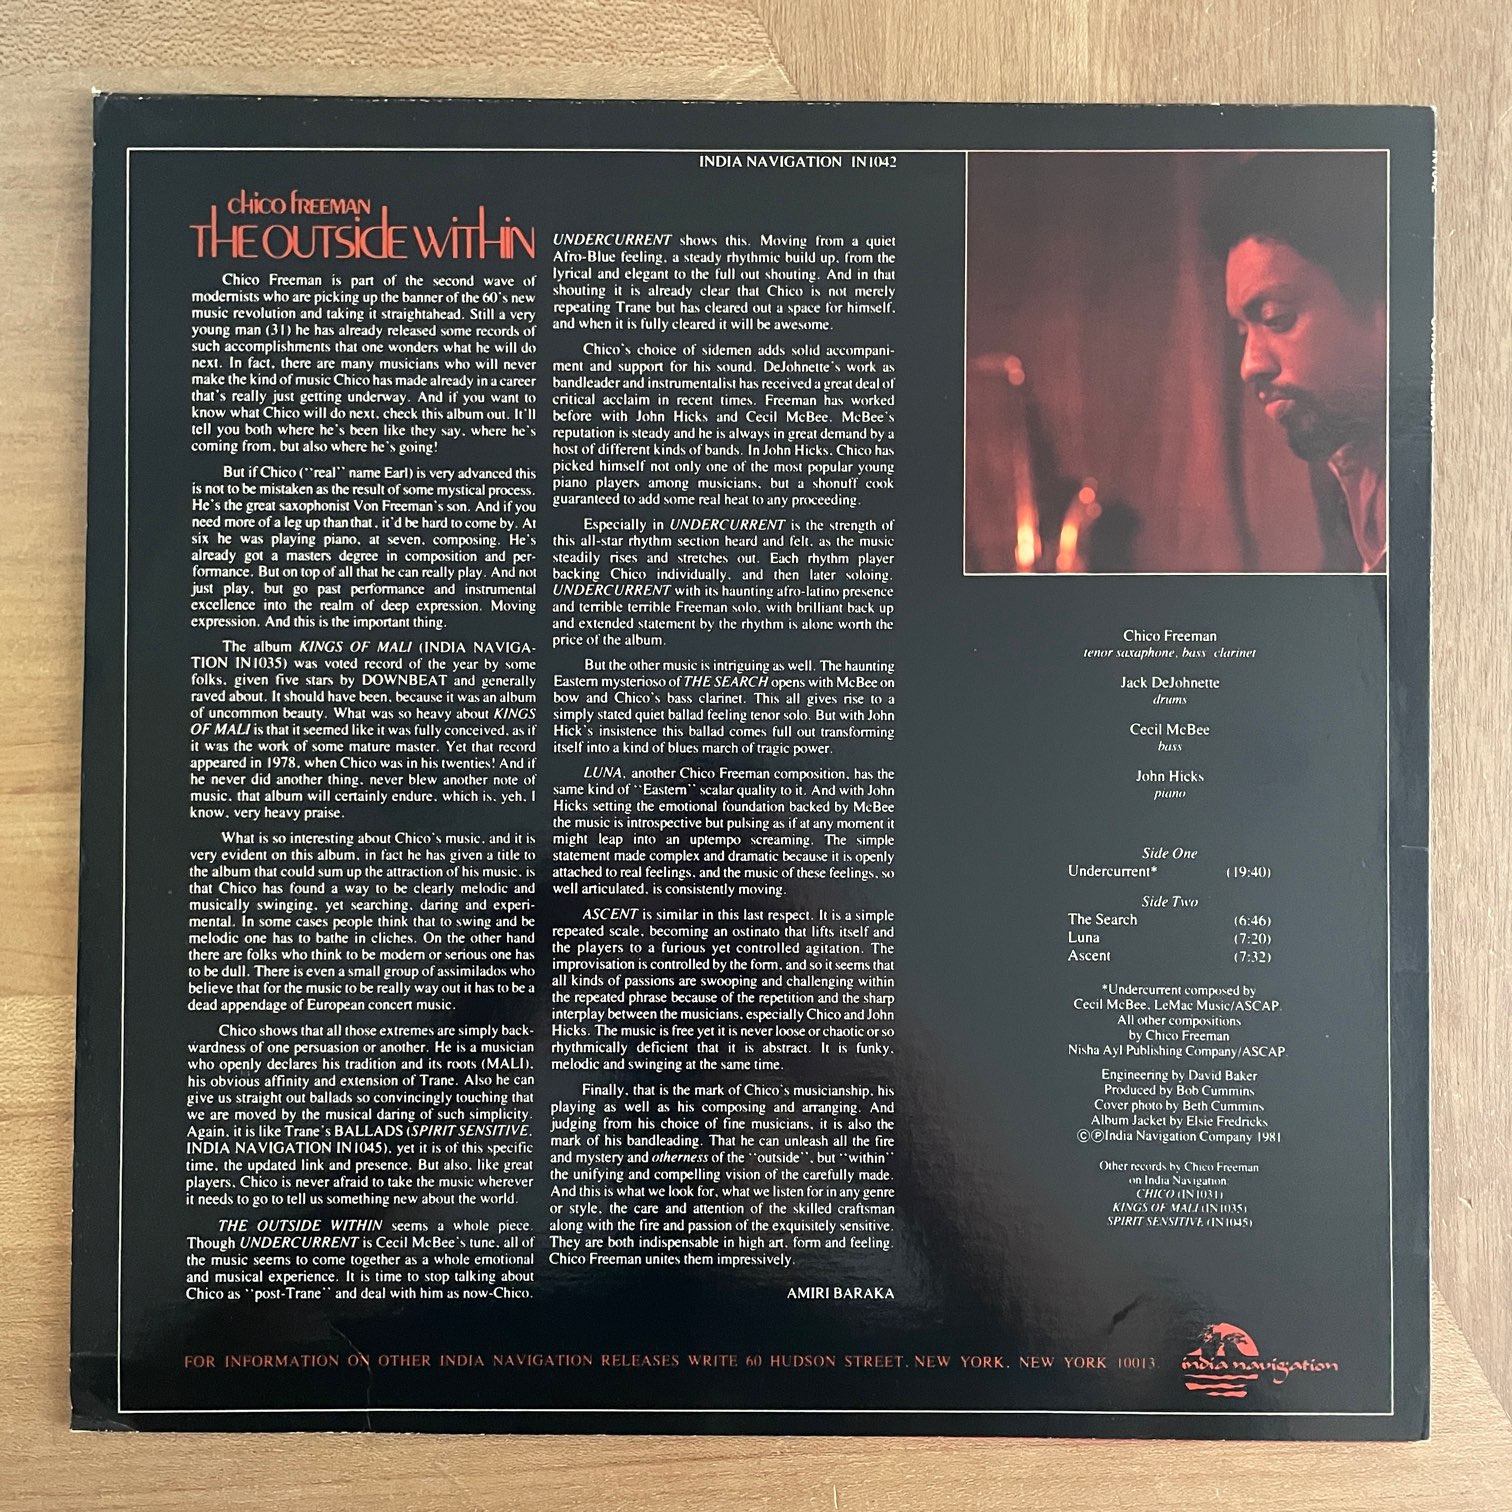 INDIA NAVIGATION IN1042
chico freeman
THE OUTSIDE WITHIN
Chico Freeman is part of the second wave of
modernists who are picking up the banner of the 60's new
music revolution and taking it straightahead. Still a very
young man (31) he has already released some records of
such accomplishments that one wonders what he will do
next. In fact, there are many musicians who will never
make the kind of music Chico has made already in a career
that's really just getting underway. And if you want to
know what Chico will do next, check this album out. It'll
tell you both where he's been like they say, where he's
coming from, but also where he's going!
But if Chico (``real'' name Earl) is very advanced this
is not to be mistaken as the result of some mystical process.
He's the great saxophonist Von Freeman's son. And if you
need more of a leg up than that, it'd be hard to come by. At
six he was playing piano, at seven, composing. He's
already got a masters degree in composition and per-
formance. But on top of all that he can really play. And not
just play, but go past performance and instrumental
excellence into the realm of deep expression. Moving
expression. And this is the important thing.
The album KINGS OF MALI (INDIA NAVIGA-
TION IN1035) was voted record of the year by some
folks, given five stars by DOWNBEAT and generally
raved about. It should have been, because it was an album
of uncommon beauty. What was so heavy about KINGS
OF MALI is that it seemed like it was fully conceived, as if
it was the work of some mature master. Yet that record
appeared in 1978, when Chico was in his twenties! And if
he never did another thing, never blew another note of
music, that album will certainly endure, which is, yeh, I
know, very heavy praise.
What is so interesting about Chico's music, and it is
very evident on this album, in fact he has given a title to
the album that could sum up the attraction of his music, is
that Chico has found a way to be clearly melodic and
musically swinging, yet searching, daring and experi-
mental. In some cases people think that to swing and be
melodic one has to bathe in cliches. On the other hand
there are folks who think to be modern or serious one has
to be dull. There is even a small group of assimilados who
believe that for the music to be really way out it has to be a
dead appendage of European concert music.
Chico shows that all those extremes are simply back-
wardness of one persuasion or another. He is a musician
who openly declares his tradition and its roots (MALI),
his obvious affinity and extension of Trane. Also he can
give us straight out ballads so convincingly touching that
we are moved by the musical daring of such simplicity.
Again, it is like Trane's BALLADS (SPIRIT SENSITIVE,
INDIA NAVIGATION IN1045), yet it is of this specific
time, the updated link and presence. But also, like great
players, Chico is never afraid to take the music wherever
it needs to go to tell us something new about the world.
THE OUTSIDE WITHIN seems a whole piece.
Though UNDERCURRENT is Cecil McBee's tune, all of
the music seems to come together as a whole emotional
and musical experience. It is time to stop talking about
Chico as ``post-Trane'' and deal with him as now-Chico.
UNDERCURRENT shows this. Moving from a quiet
Afro-Blue feeling, a steady rhythmic build up, from the
lyrical and elegant to the full out shouting. And in that
shouting it is already clear that Chico is not merely
repeating Trane but has cleared out a space for himself,
and when it is fully cleared it will be awesome.
Chico's choice of sidemen adds solid accompani-
ment and support for his sound. DeJohnette's work as
bandleader and instrumentalist has received a great deal of
critical acclaim in recent times. Freeman has worked
before with John Hicks and Cecil McBee. McBee's
reputation is steady and he is always in great demand by a
host of different kinds of bands. In John Hicks, Chico has
picked himself not only one of the most popular young
piano players among musicians, but a shonuff cook
guaranteed to add some real heat to any proceeding.
Especially in UNDERCURRENT is the strength of
this all-star rhythm section heard and felt, as the music
steadily rises and stretches out. Each rhythm player
backing Chico individually, and then later soloing.
UNDERCURRENT with its haunting afro-latino presence
and terrible terrible Freeman solo, with brilliant back up
and extended statement by the rhythm is alone worth the
price of the album.
But the other music is intriguing as well. The haunting
Eastern mysterioso of THE SEARCH opens with McBee on
bow and Chico's bass clarinet. This all gives rise to a
simply stated quiet ballad feeling tenor solo. But with John
Hick's insistence this ballad comes full out transforming
itself into a kind of blues march of tragic power.
LUNA, another Chico Freeman composition, has the
same kind of ``Eastern'' scalar quality to it. And with John
Hicks setting the emotional foundation backed by McBee
the music is introspective but pulsing as if at any moment it
might leap into an uptempo screaming. The simple
statement made complex and dramatic because it is openly
attached to real feelings, and the music of these feelings, so
well articulated, is consistently moving.
ASCENT is similar in this last respect. It is a simple
repeated scale, becoming an ostinato that lifts itself and
the players to a furious yet controlled agitation. The
improvisation is controlled by the form, and so it seems that
all kinds of passions are swooping and challenging within
the repeated phrase because of the repetition and the sharp
interplay between the musicians, especially Chico and John
Hicks. The music is free yet it is never loose or chaotic or so
rhythmically deficient that it is abstract. It is funky,
melodic and swinging at the same time.
Finally, that is the mark of Chico's musicianship, his
playing as well as his composing and arranging. And
judging from his choice of fine musicians, it is also the
mark of his bandleading. That he can unleash all the fire
and mystery and otherness of the ``outside'', but ``within''
the unifying and compelling vision of the carefully made.
And this is what we look for, what we listen for in any genre
or style, the care and attention of the skilled craftsman
along with the fire and passion of the exquisitely sensitive.
They are both indispensable in high art, form and feeling.
Chico Freeman unites them impressively.
AMIRI BARAKA
Chico Freeman
tenor saxaphone, bass clarinet
Jack DeJohnette
drums
Cecil McBee
bass
John Hicks
piano
Side One
Undercurrent* (19:40)
Side Two
The Search (6:46)
Luna (7:20)
Ascent (7:32)
*Undercurrent composed by
Cecil McBee, LeMac Music/ASCAP.
All other compositions
by Chico Freeman
Nisha Ayl Publishing Company/ASCAP.
Engineering by David Baker
Produced by Bob Cummins
Cover photo by Beth Cummins
Album Jacket by Elsie Fredricks
©℗India Navigation Company 1981
Other records by Chico Freeman
on India Navigation:
CHICO (IN1031)
KINGS OF MALI (IN1035)
SPIRIT SENSITIVE (IN1045)
FOR INFORMATION ON OTHER INDIA NAVIGATION RELEASES WRITE 60 HUDSON STREET, NEW YORK, NEW YORK 10013.
india navigation